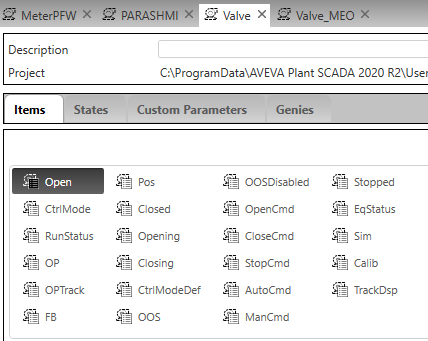 MeterPFW PARASHMI Valve Valve_MEO
Description
Project C:\ProgramData\AVEVA Plant SCADA 2020 R2\User
Items States Custom Parameters Genies
Open Pos OOSDisabled Stopped
CtrlMode Closed OpenCmd EqStatus
RunStatus Opening CloseCmd Sim
OP Closing StopCmd Calib
OPTrack CtrlModeDef AutoCmd TrackDsp
FB OOS ManCmd